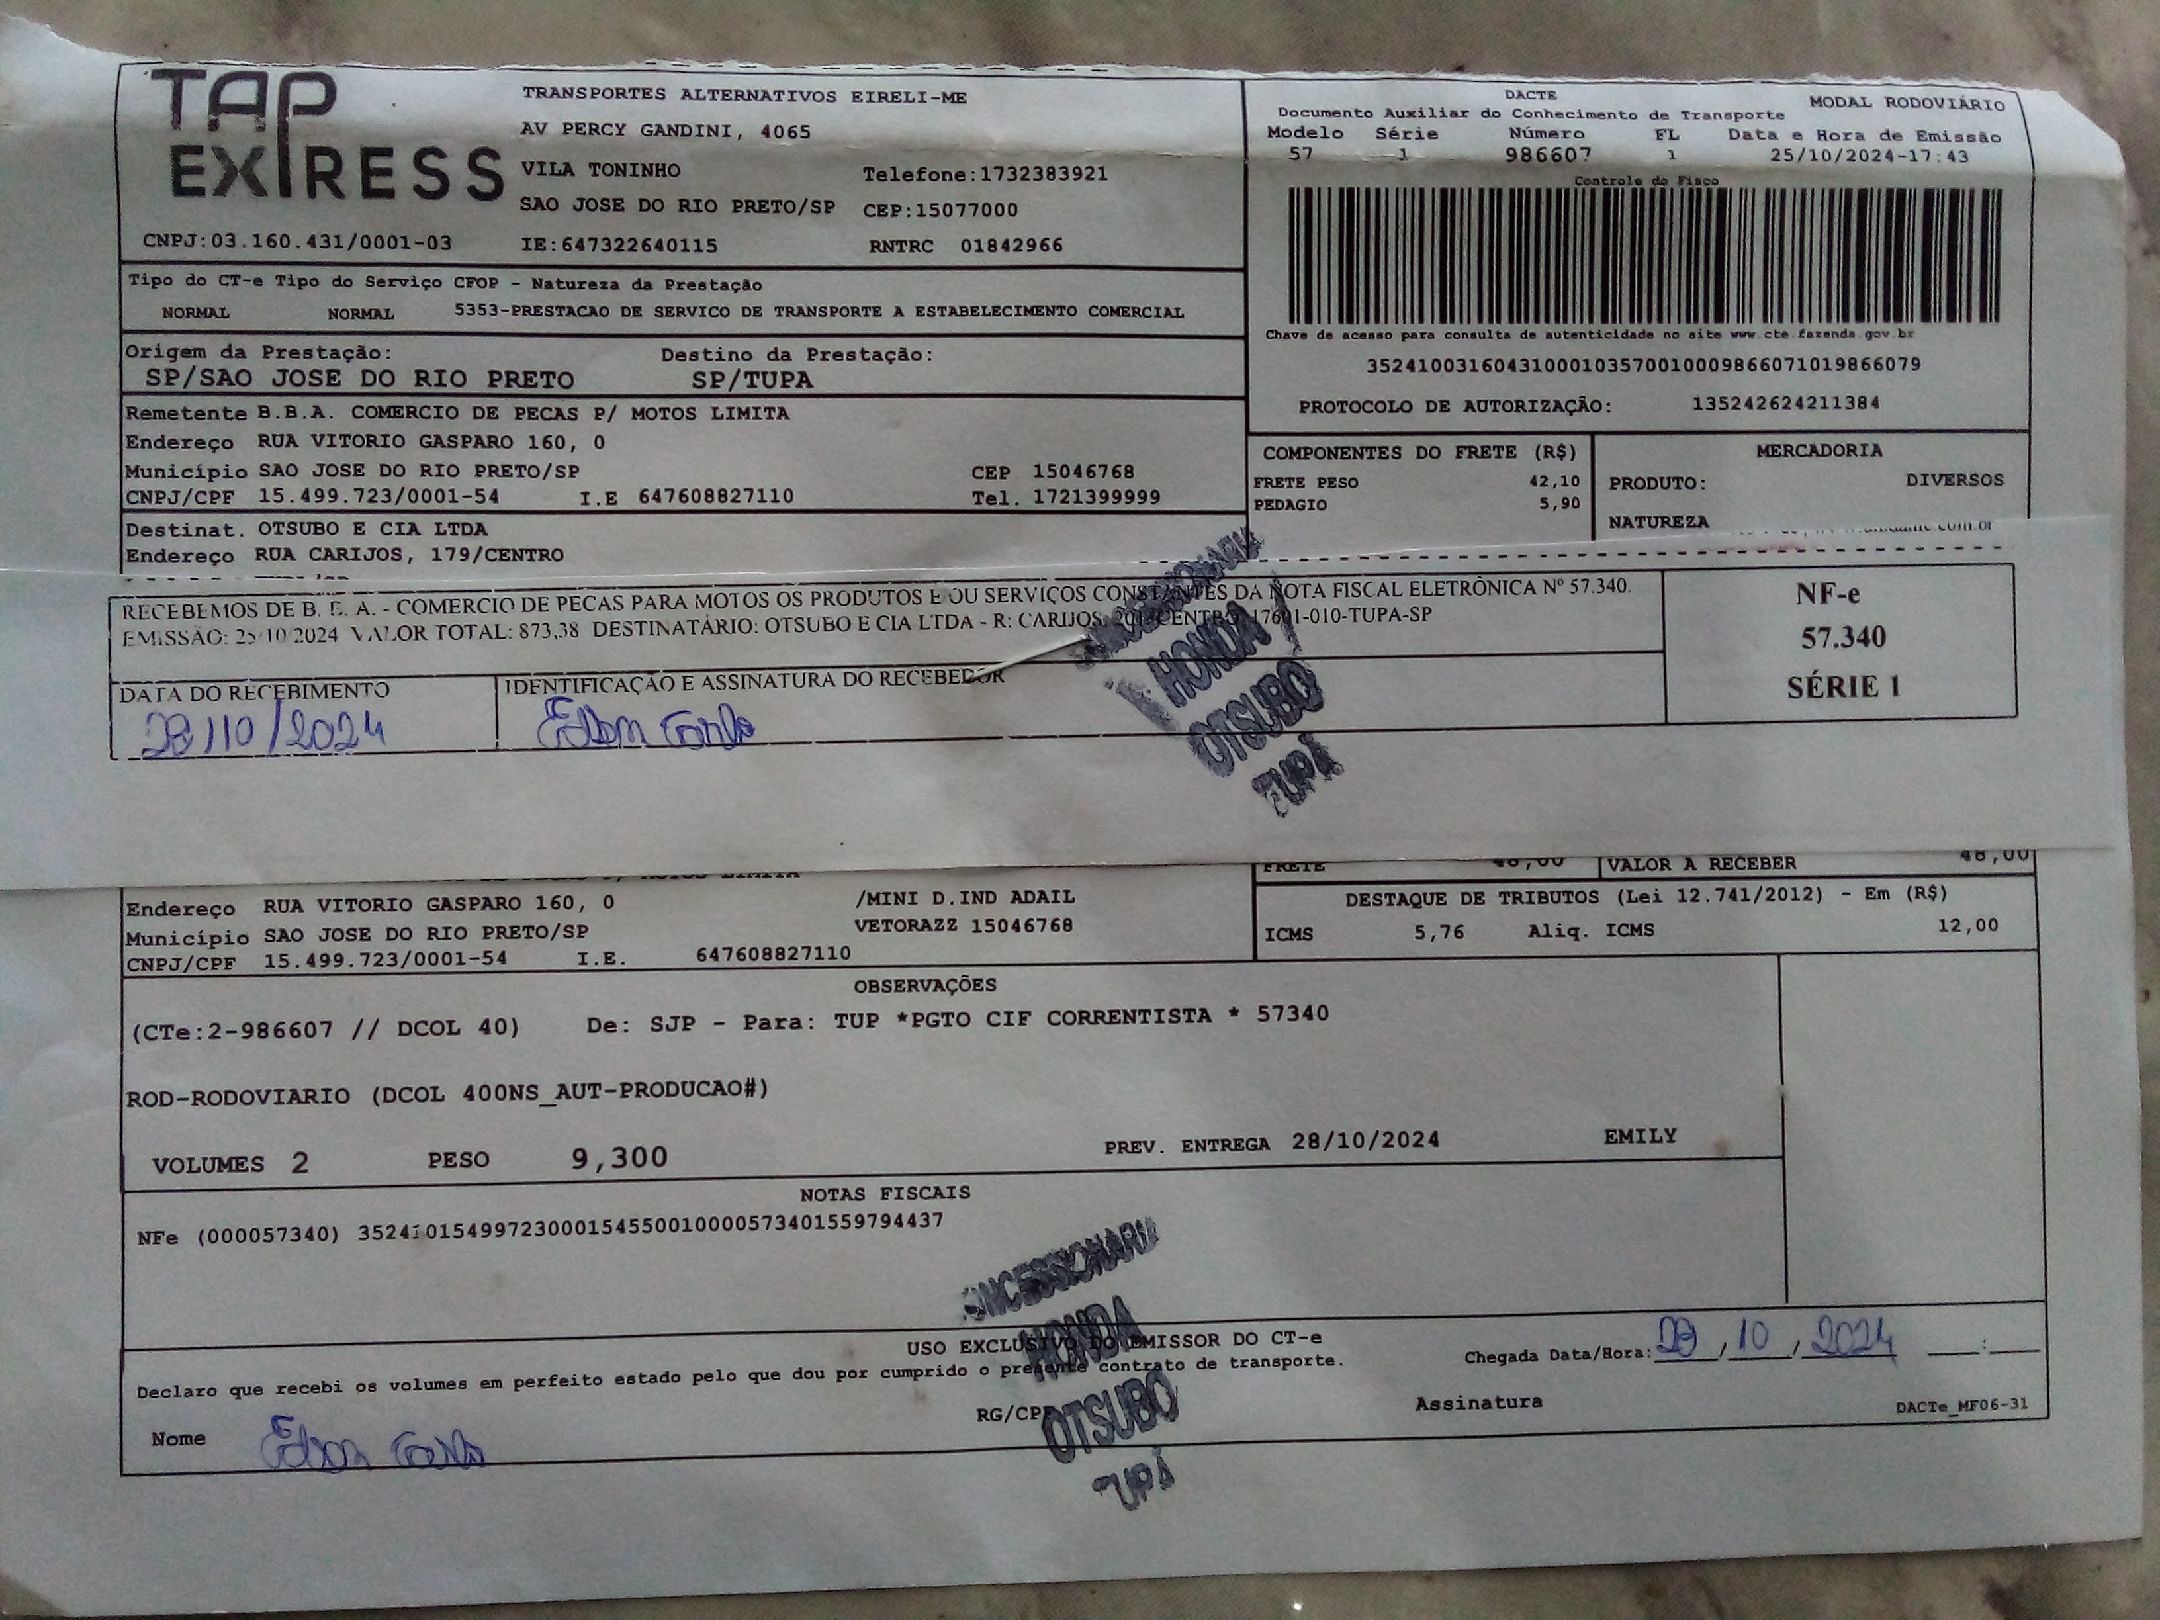 TAP EXPRESS
TRANSPORTES ALTERNATIVOS EIRELI-ME
AV PERCY GANDINI, 4065
VILA TONINHO Telefone:1732383921
SAO JOSE DO RIO PRETO/SP CEP:15077000
CNPJ:03.160.431/0001-03 IE:647322640115 RNTRC 01842966
DACTE
Documento Auxiliar do Conhecimento de Transporte MODAL RODOVIÁRIO
Modelo Série Número FL Data e Hora de Emissão
57 1 986607 1 25/10/2024-17:43
Controle do Fisco
Chave de acesso para consulta de autenticidade no site www.cte.fazenda.gov.br
35241003160431000103570010009866071019866079
PROTOCOLO DE AUTORIZAÇÃO: 135242624211384
Tipo do CT-e Tipo do Serviço CFOP - Natureza da Prestação
NORMAL NORMAL 5353-PRESTACAO DE SERVICO DE TRANSPORTE A ESTABELECIMENTO COMERCIAL
Origem da Prestação: Destino da Prestação:
SP/SAO JOSE DO RIO PRETO SP/TUPA
Remetente B.B.A. COMERCIO DE PECAS P/ MOTOS LIMITA
Endereço RUA VITORIO GASPARO 160, 0
Município SAO JOSE DO RIO PRETO/SP CEP 15046768
CNPJ/CPF 15.499.723/0001-54 I.E 647608827110 Tel. 1721399999
Destinat. OTSUBO E CIA LTDA
Endereço RUA CARIJOS, 179/CENTRO
COMPONENTES DO FRETE (R$)
FRETE PESO 42,10
PEDAGIO 5,90
MERCADORIA
PRODUTO: DIVERSOS
NATUREZA
RECEBEMOS DE B. B. A. - COMERCIO DE PECAS PARA MOTOS OS PRODUTOS E OU SERVIÇOS CONSTANTES DA NOTA FISCAL ELETRÔNICA Nº 57.340.
EMISSÃO: 25/10/2024 VALOR TOTAL: 873,38 DESTINATÁRIO: OTSUBO E CIA LTDA - R: CARIJOS, CENTRO 17601-010-TUPA-SP
DATA DO RECEBIMENTO IDENTIFICAÇÃO E ASSINATURA DO RECEBEDOR
28/10/2024
NF-e
57.340
SÉRIE 1
CONCESSIONARIA
HONDA
OTSUBO
TUPÃ
FRETE 48,00 VALOR A RECEBER 48,00
Endereço RUA VITORIO GASPARO 160, 0 /MINI D.IND ADAIL
Município SAO JOSE DO RIO PRETO/SP VETORAZZ 15046768
CNPJ/CPF 15.499.723/0001-54 I.E. 647608827110
DESTAQUE DE TRIBUTOS (Lei 12.741/2012) - Em (R$)
ICMS 5,76 Aliq. ICMS 12,00
OBSERVAÇÕES
(CTe:2-986607 // DCOL 40) De: SJP - Para: TUP *PGTO CIF CORRENTISTA * 57340
ROD-RODOVIARIO (DCOL 400NS_AUT-PRODUCAO#)
VOLUMES 2 PESO 9,300 PREV. ENTREGA 28/10/2024 EMILY
NOTAS FISCAIS
NFe (000057340) 35241015499723000154550010000573401559794437
CONCESSIONARIA
HONDA
OTSUBO
TUPÃ
USO EXCLUSIVO DO EMISSOR DO CT-e
Declaro que recebi os volumes em perfeito estado pelo que dou por cumprido o presente contrato de transporte.
Chegada Data/Hora: 28, 10, 2024 :
Nome RG/CPF Assinatura
DACTe_MF06-31